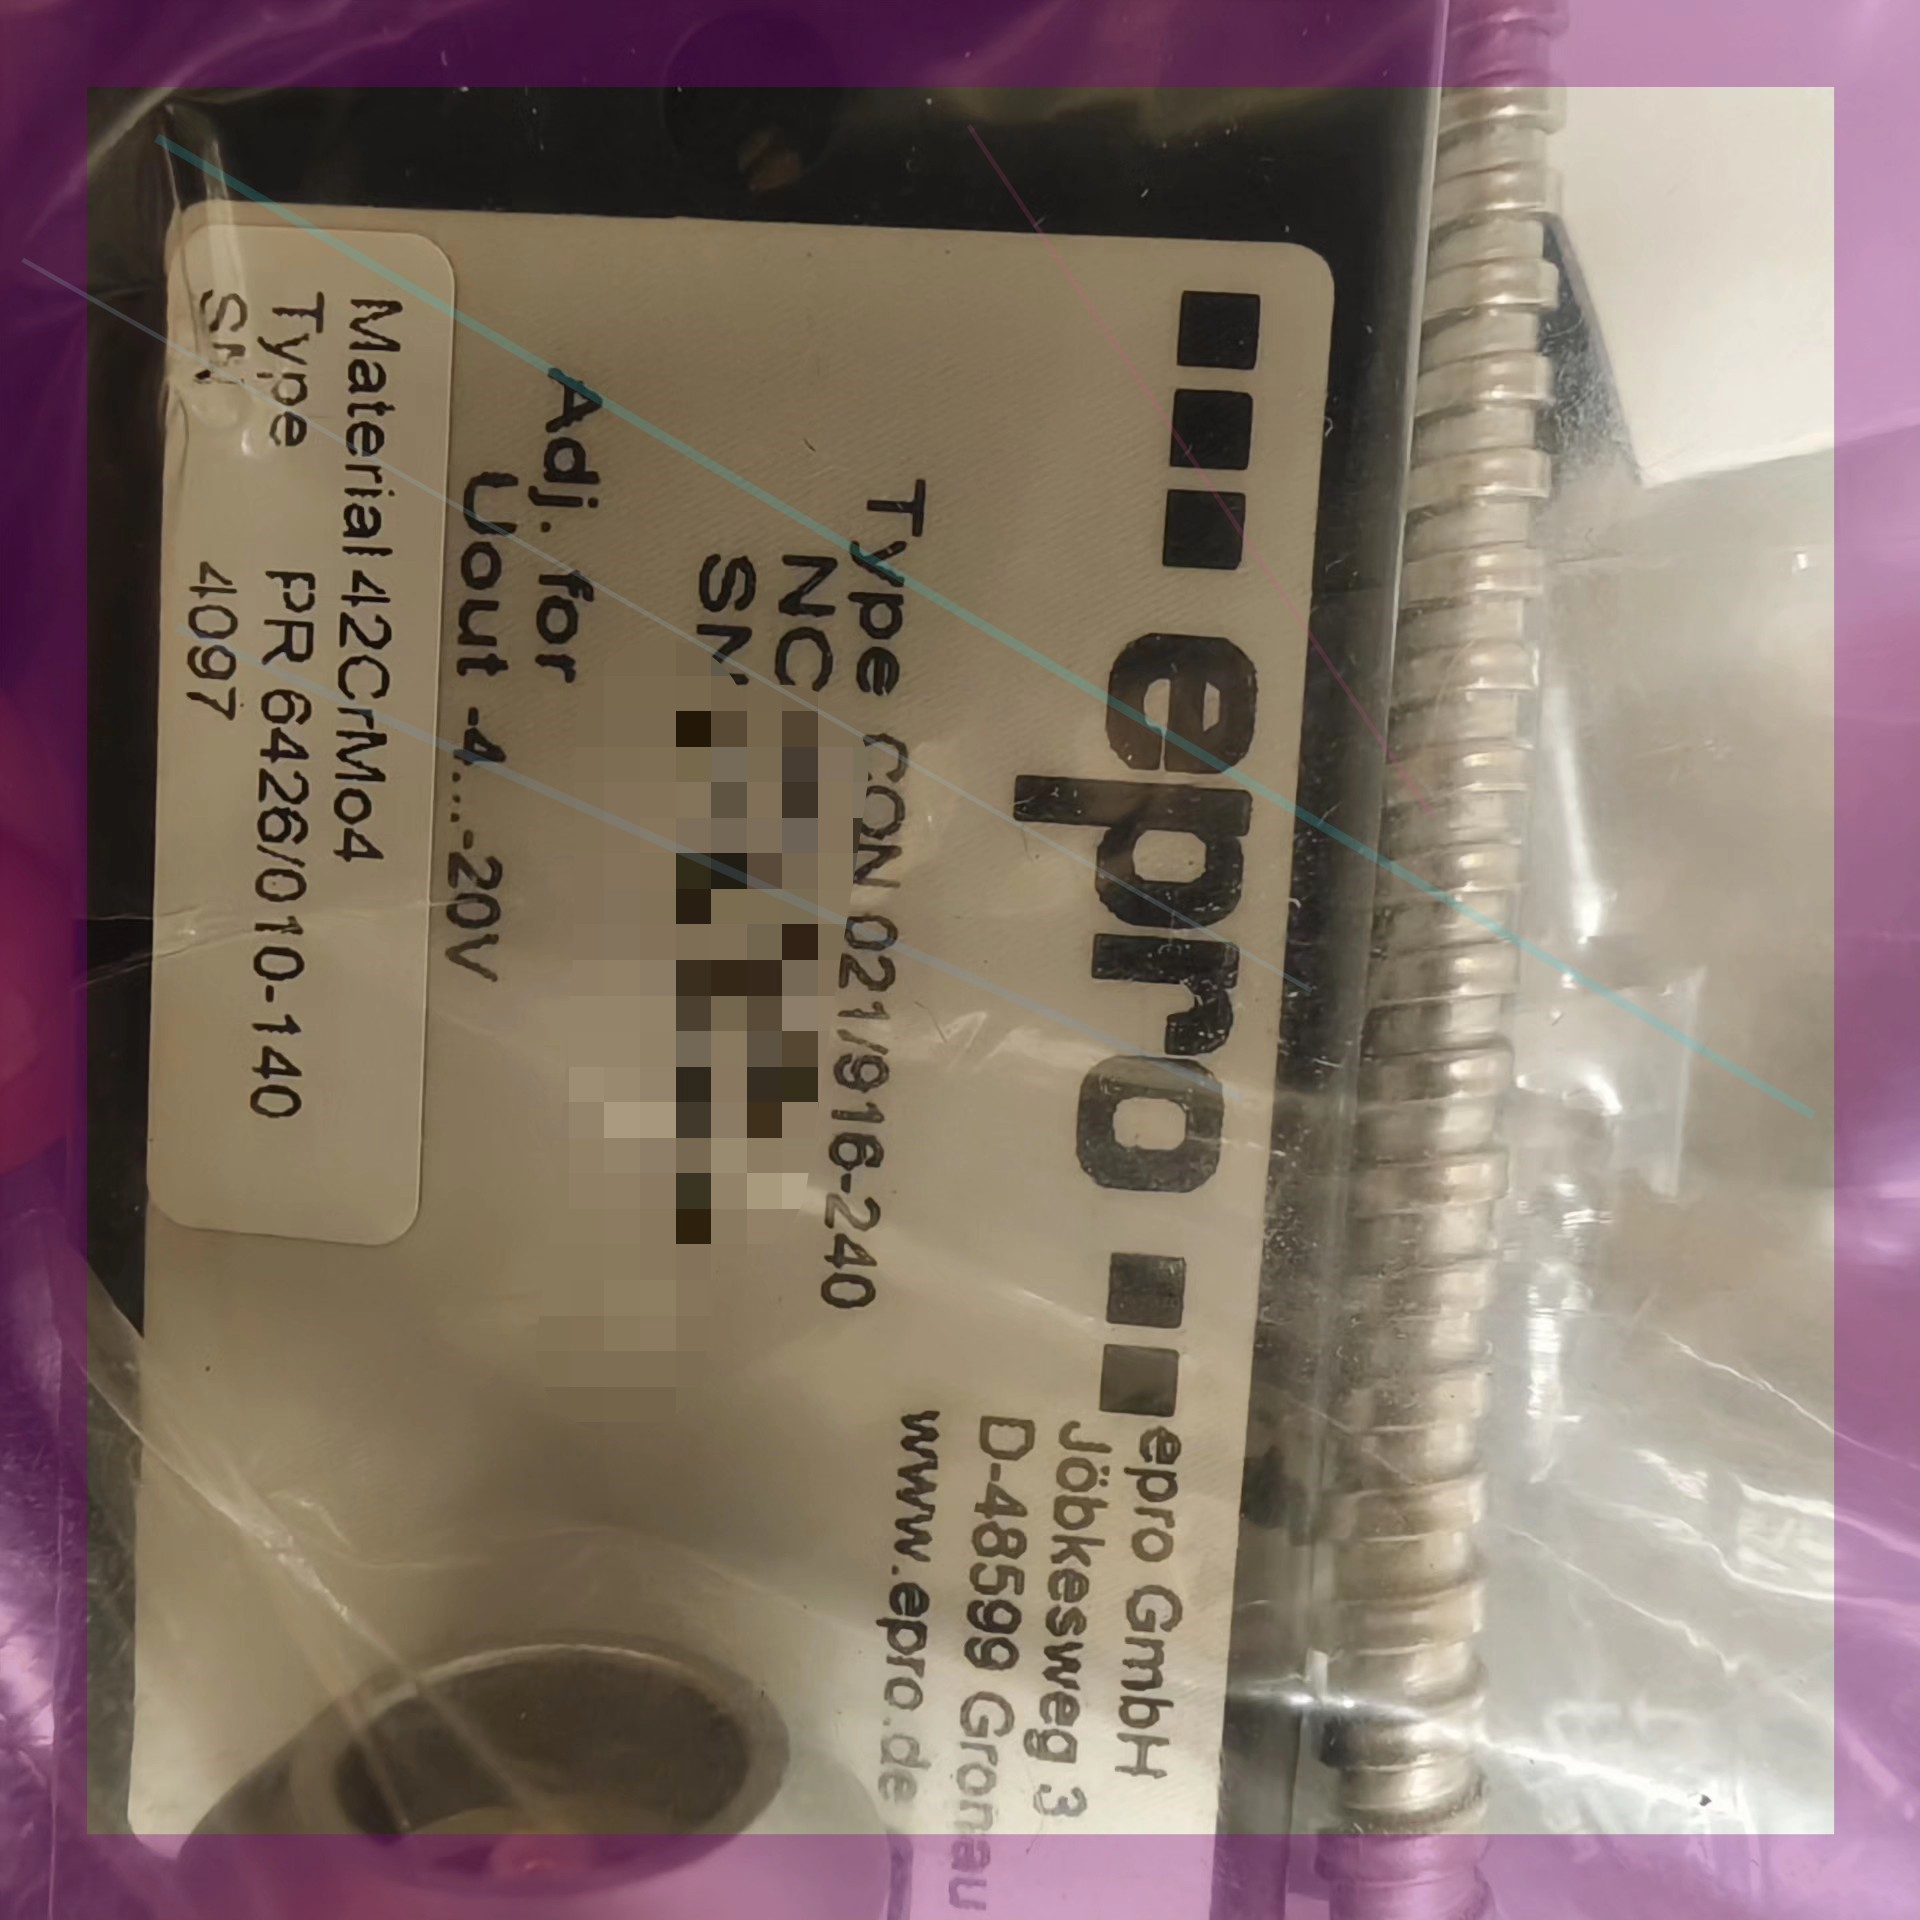 epro
epro GmbH
Jöbkesweg 3
D-48599 Gronau
www.epro.de
Type CON 021/916-240
NC
SN
Adj. for
Uout -4...-20V
Material 42CrMo4
Type PR 6426/010-140
SN 4097